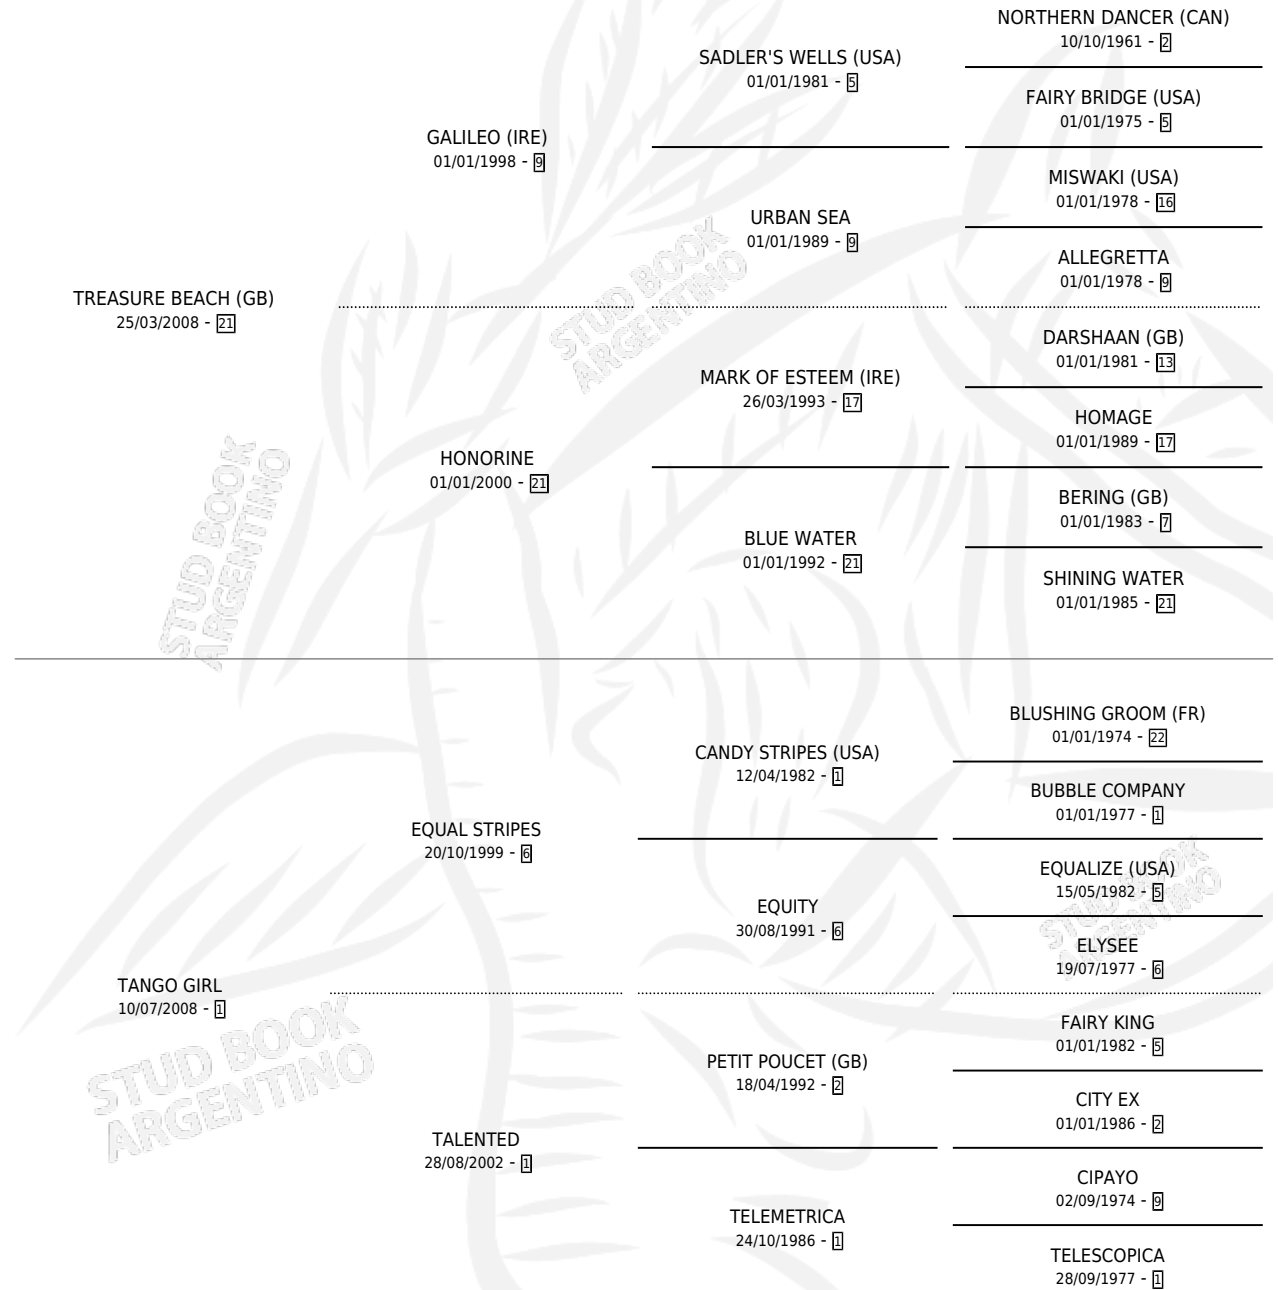 NORTHERN DANCER (CAN)
10/10/1961 - 2
SADLER'S WELLS (USA)
01/01/1981 - 5
FAIRY BRIDGE (USA)
01/01/1975 - 5
GALILEO (IRE)
01/01/1998 - 9
MISWAKI (USA)
01/01/1978 - 16
URBAN SEA
01/01/1989 - 9
ALLEGRETTA
01/01/1978 - 9
TREASURE BEACH (GB)
25/03/2008 - 21
DARSHAAN (GB)
01/01/1981 - 13
MARK OF ESTEEM (IRE)
26/03/1993 - 17
HOMAGE
01/01/1989 - 17
HONORINE
01/01/2000 - 21
BERING (GB)
01/01/1983 - 7
BLUE WATER
01/01/1992 - 21
SHINING WATER
01/01/1985 - 21
BLUSHING GROOM (FR)
01/01/1974 - 22
CANDY STRIPES (USA)
12/04/1982 - 1
BUBBLE COMPANY
01/01/1977 - 1
EQUAL STRIPES
20/10/1999 - 6
EQUALIZE (USA)
15/05/1982 - 5
EQUITY
30/08/1991 - 6
ELYSEE
19/07/1977 - 6
TANGO GIRL
10/07/2008 - 1
FAIRY KING
01/01/1982 - 5
PETIT POUCET (GB)
18/04/1992 - 2
CITY EX
01/01/1986 - 2
TALENTED
28/08/2002 - 1
CIPAYO
02/09/1974 - 9
TELEMETRICA
24/10/1986 - 1
TELESCOPICA
28/09/1977 - 1
STUD BOOK
ARGENTINO
STUD BOOK
ARGENTINO
STUD BOOK
ARGENTINO
STUD BOOK
ARGENTINO